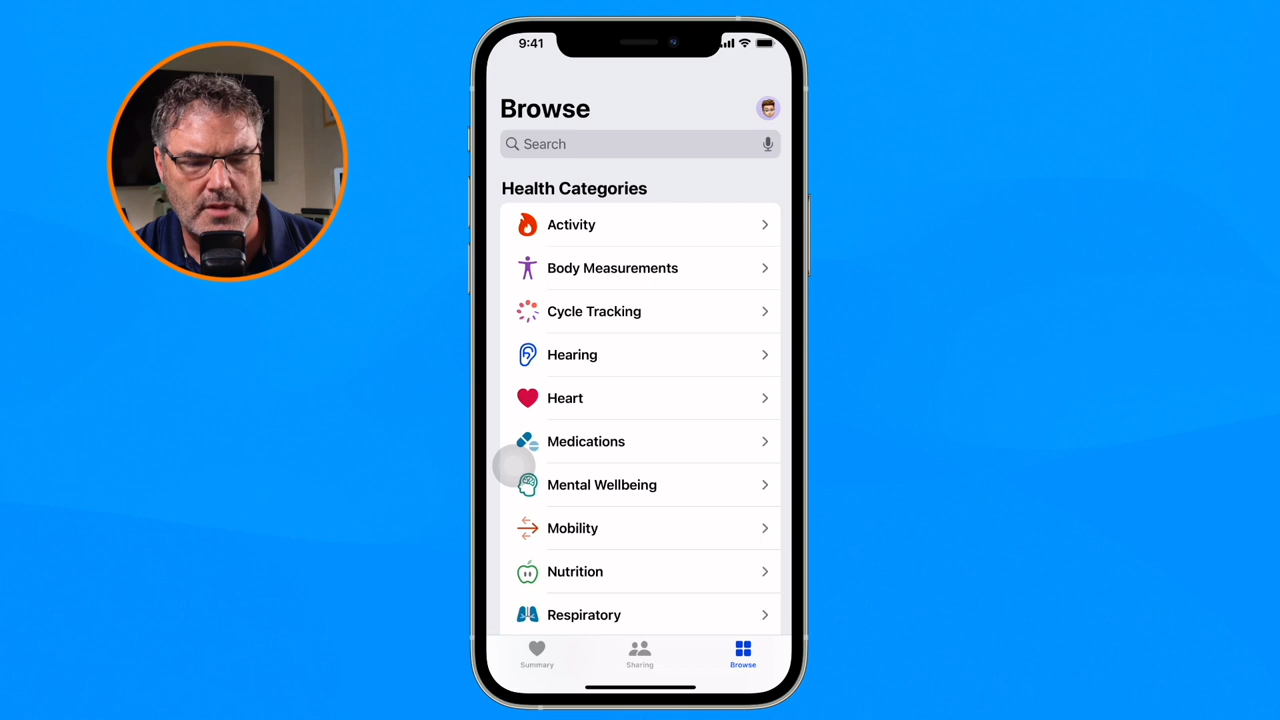 9:41
Browse
Search
Health Categories
Activity
Body Measurements
Cycle Tracking
Hearing
Heart
Medications
Mental Wellbeing
Mobility
Nutrition
Respiratory
Summary
Sharing
Browse